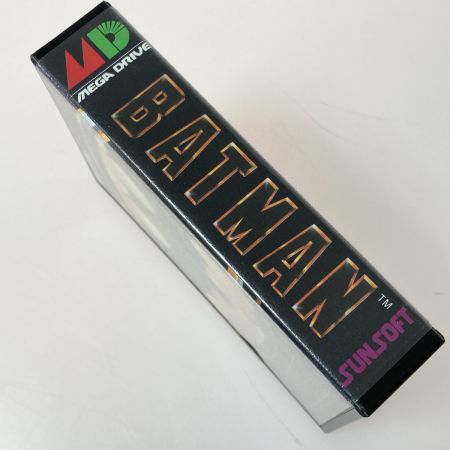 MD
MEGA DRIVE
BATMAN
TM
SUNSOFT